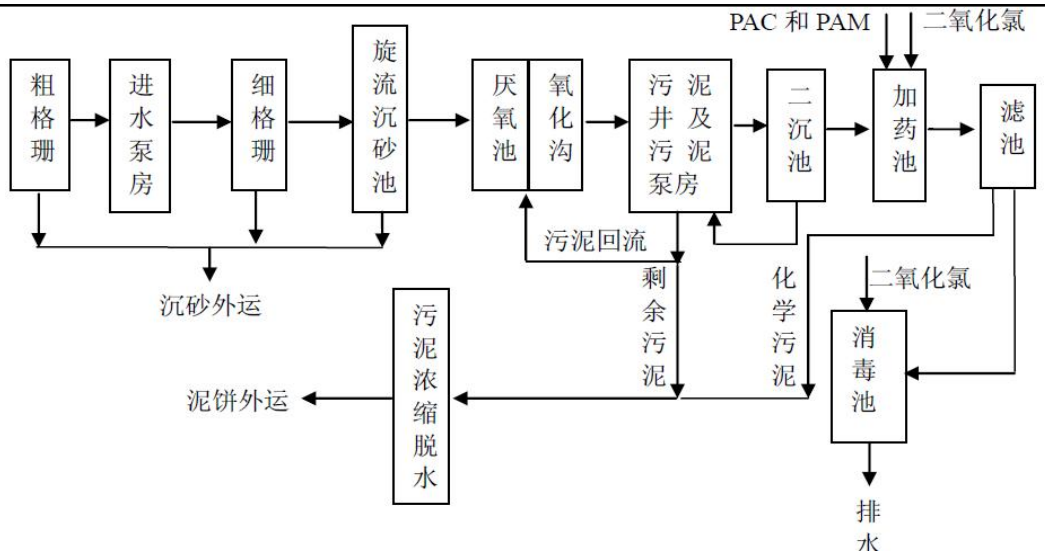 PAC 和 PAM
二氧化氯
粗格珊
进水泵房
细格珊
旋流沉砂池
厌氧池
氧化沟
污泥
井及
污泥
泵房
二沉池
加药池
滤池
污泥回流
沉砂外运
剩余污泥
化学污泥
二氧化氯
消毒池
污泥浓缩脱水
泥饼外运
排水